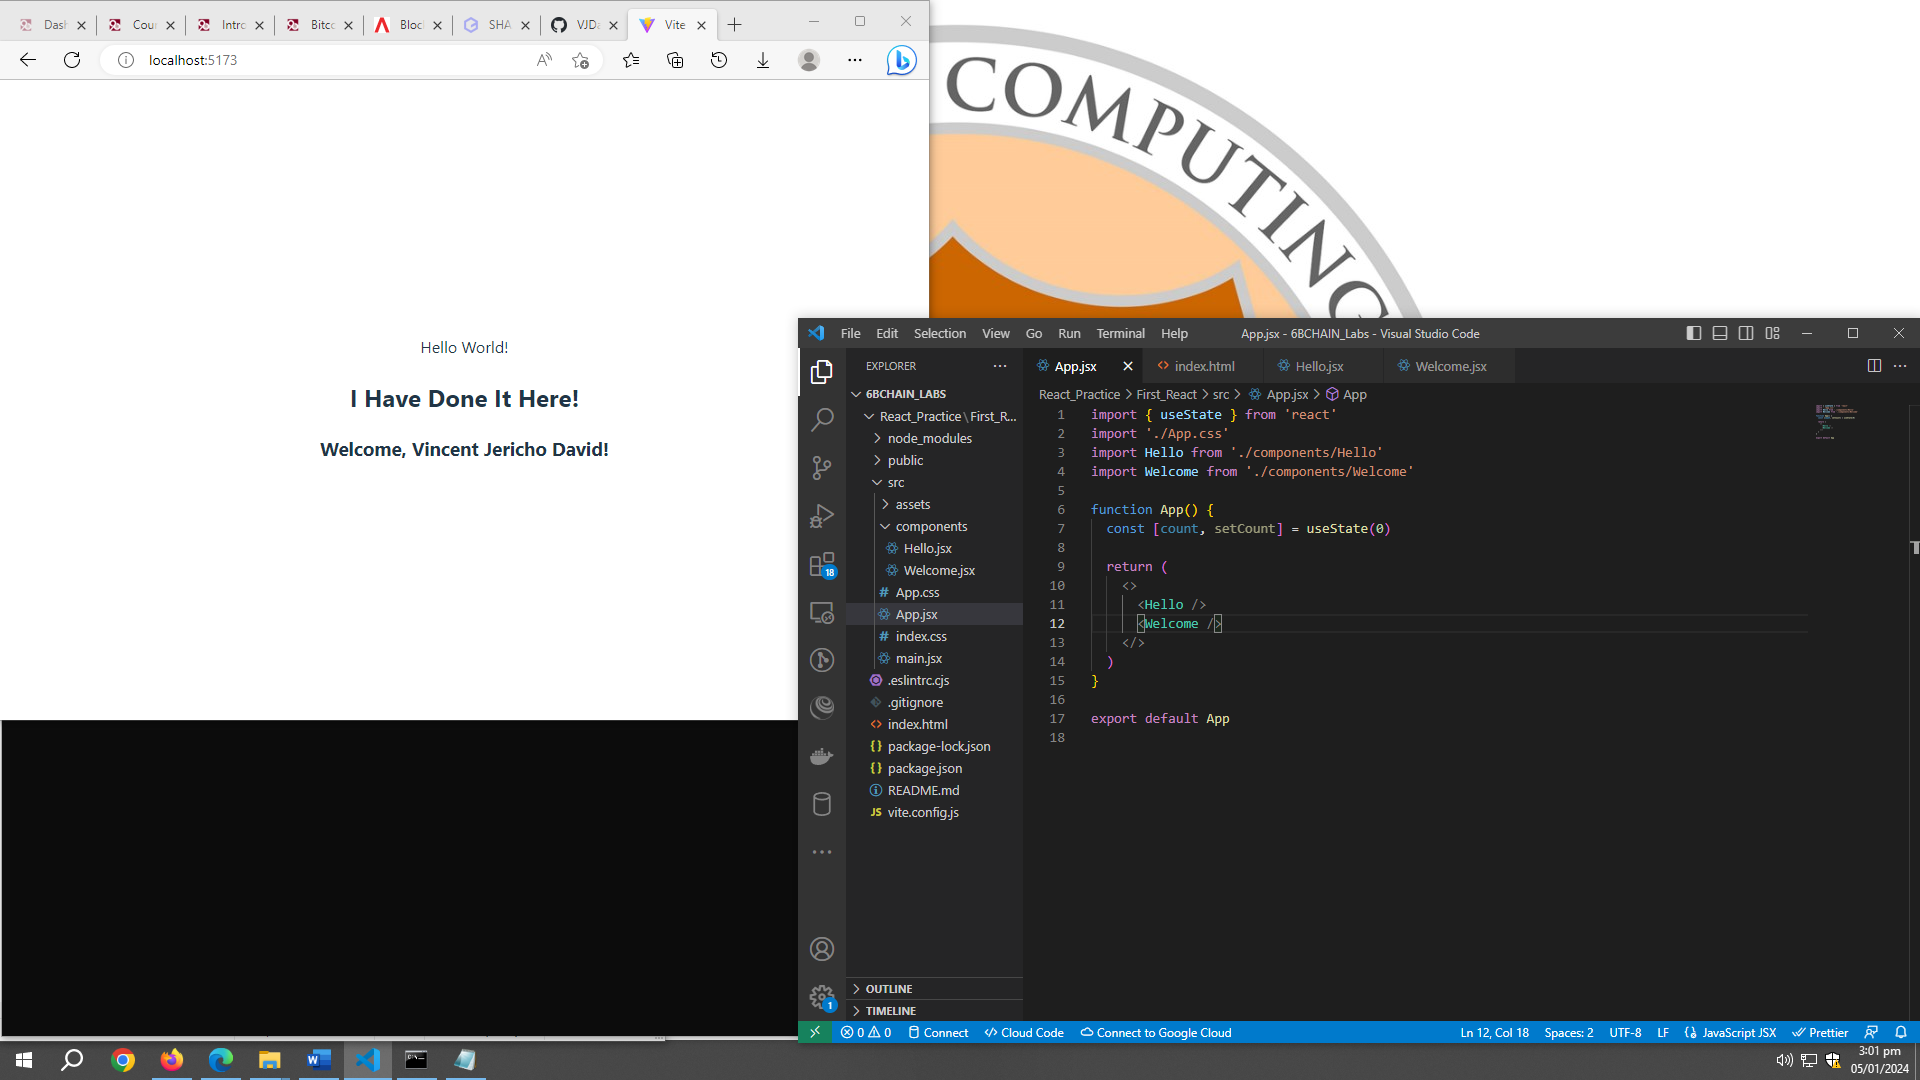 Dash
Cour
Intro
Bitco
Bloc
SHA
VJDa
Vite
localhost:5173
Hello World!
I Have Done It Here!
Welcome, Vincent Jericho David!
COMPUTING
File Edit Selection View Go Run Terminal Help
App.jsx - 6BCHAIN_Labs - Visual Studio Code
EXPLORER
6BCHAIN_LABS
React_Practice\First_R...
node_modules
public
src
assets
components
Hello.jsx
Welcome.jsx
# App.css
App.jsx
# index.css
main.jsx
.eslintrc.cjs
.gitignore
<> index.html
{} package-lock.json
{} package.json
README.md
JS vite.config.js
OUTLINE
TIMELINE
18
1
App.jsx
<> index.html
Hello.jsx
Welcome.jsx
React_Practice > First_React > src > App.jsx > App
1 import { useState } from 'react'
2 import './App.css'
3 import Hello from './components/Hello'
4 import Welcome from './components/Welcome'
5
6 function App() {
7 const [count, setCount] = useState(0)
8
9 return (
10 <>
11 <Hello />
12 <Welcome />
13 </>
14 )
15 }
16
17 export default App
18
0 0 Connect Cloud Code Connect to Google Cloud
Ln 12, Col 18 Spaces: 2 UTF-8 LF {} JavaScript JSX Prettier
3:01 pm
05/01/2024